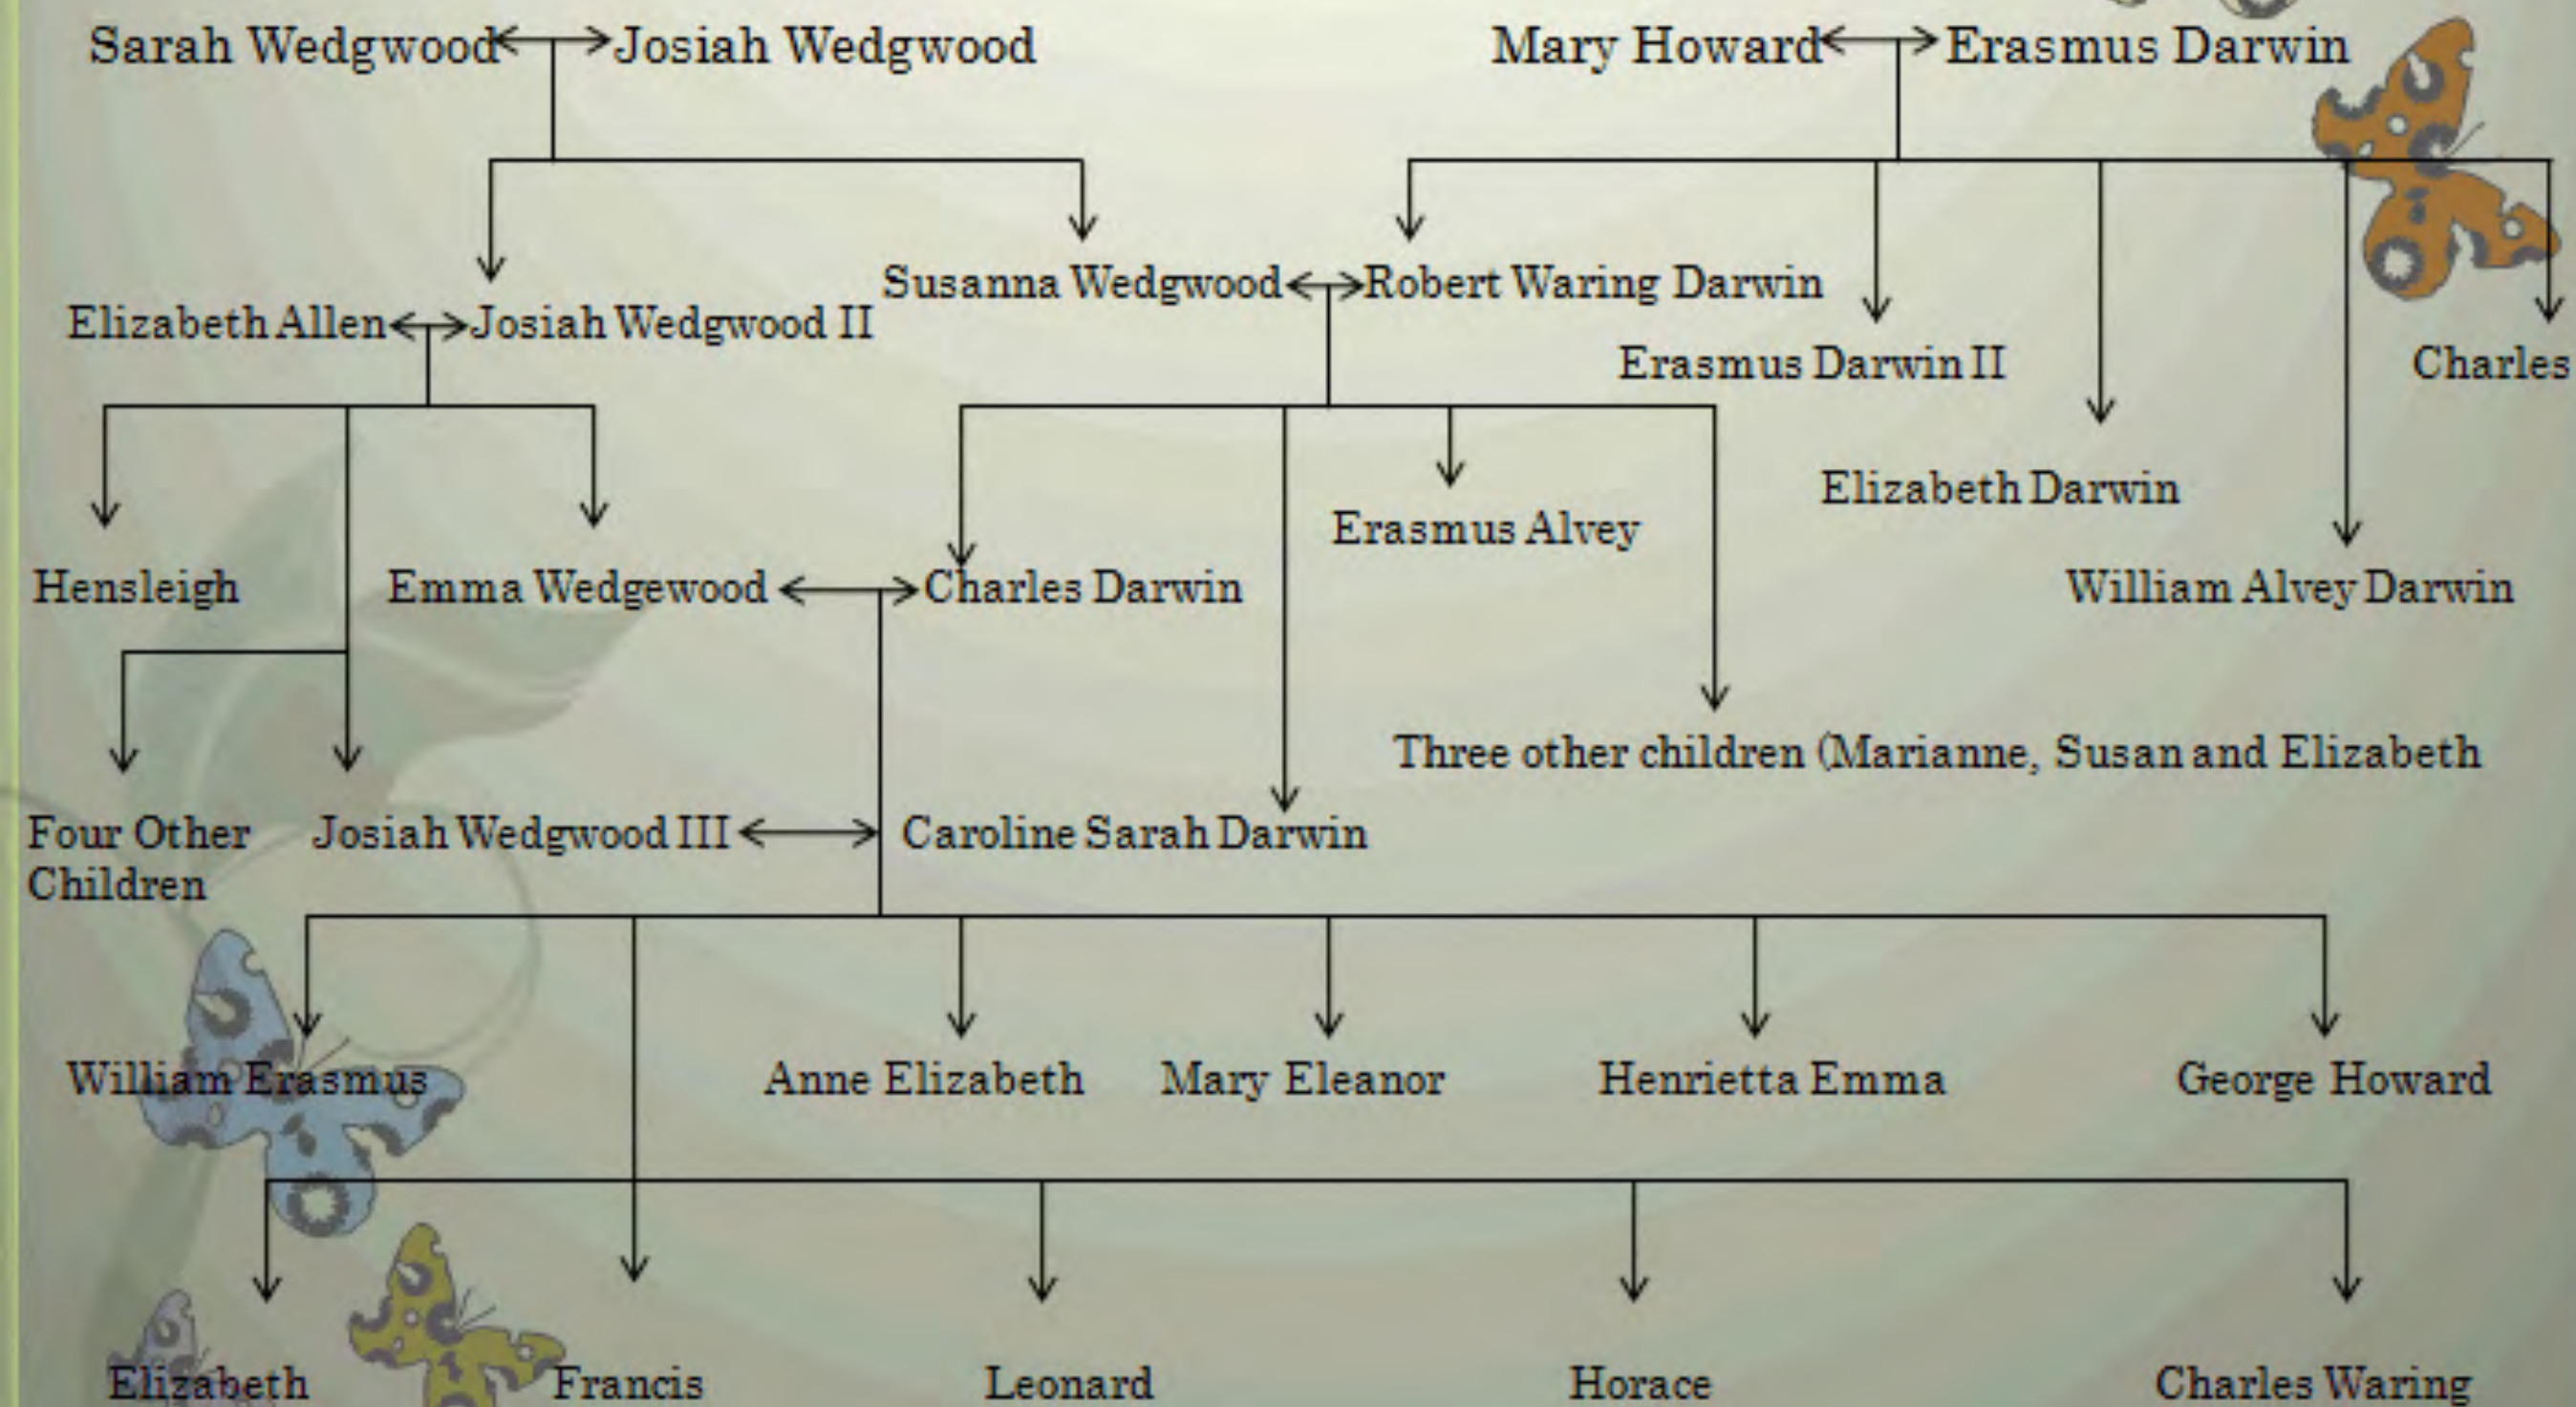 Sarah Wedgwood Josiah Wedgwood Mary Howard Erasmus Darwin
Susanna Wedgwood Robert Waring Darwin
Elizabeth Allen Josiah Wedgwood II
Erasmus Darwin II Charles
Elizabeth Darwin
Erasmus Alvey
Hensleigh Emma Wedgewood Charles Darwin William Alvey Darwin
Three other children (Marianne, Susan and Elizabeth
Four Other Josiah Wedgwood III Caroline Sarah Darwin
Children
William Erasmus Anne Elizabeth Mary Eleanor Henrietta Emma George Howard
Elizabeth Francis Leonard Horace Charles Waring